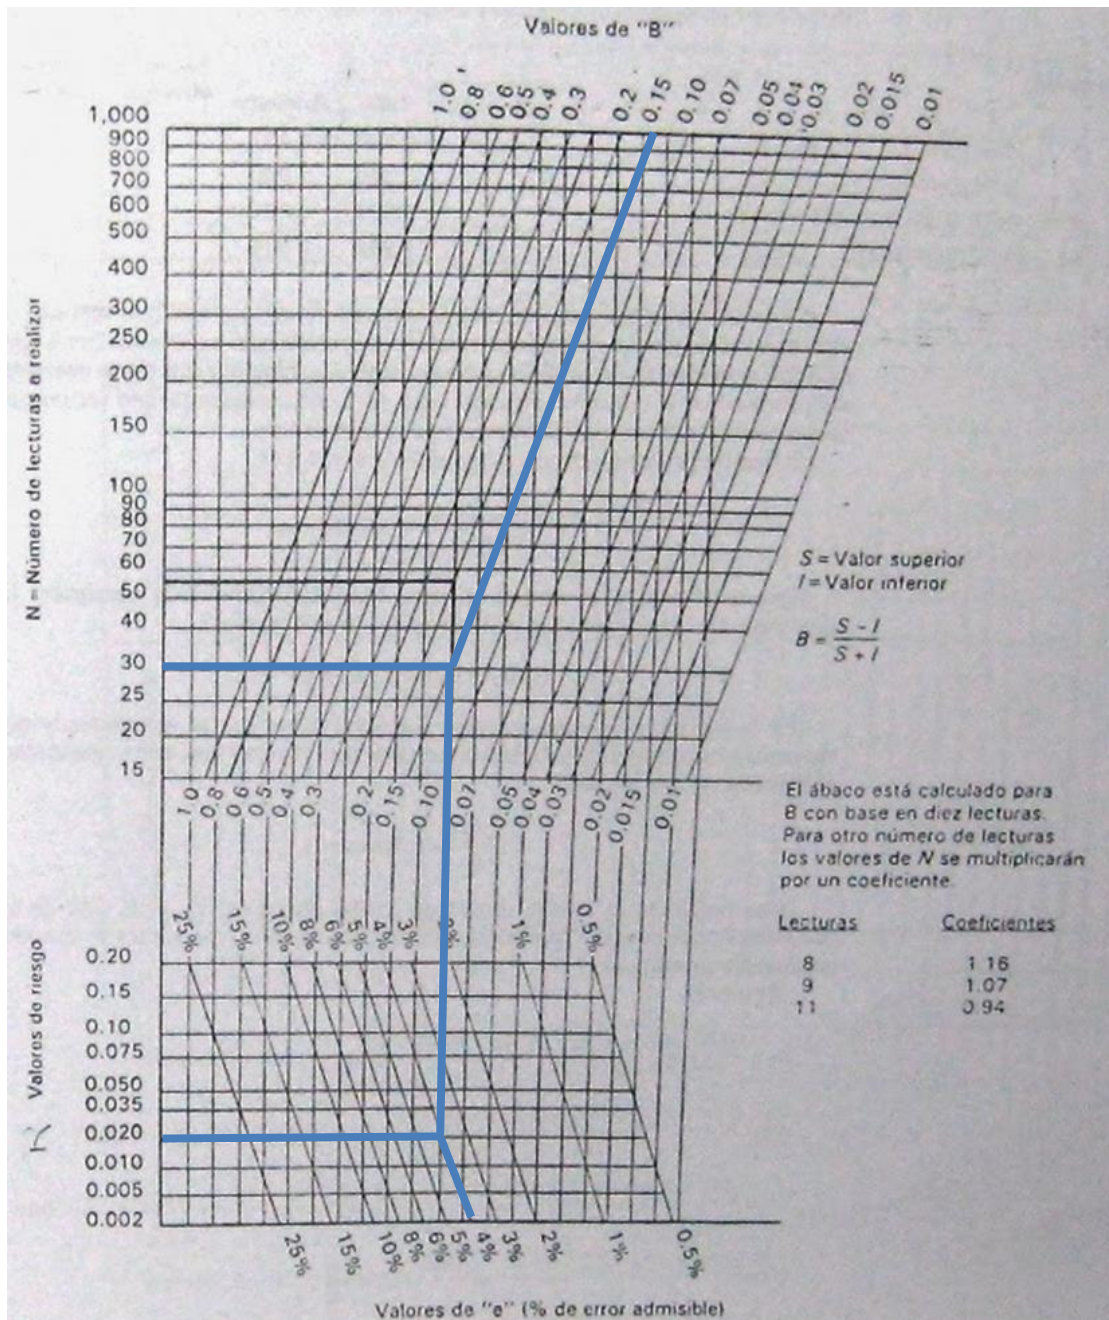 Valores de "B"
1.0 0.8 0.6 0.5 0.4 0.3 0.2 0.15 0.10 0.07 0.05 0.04 0.03 0.02 0.015 0.01
1,000
900
800
700
600
500
400
300
250
200
150
100
90
80
70
60
50
40
30
25
20
15
N = Número de lecturas a realizar
S = Valor superior
I = Valor inferior
B = S - I
S + I
1.0 0.8 0.6 0.5 0.4 0.3 0.2 0.15 0.10 0.07 0.05 0.04 0.03 0.02 0.015 0.01
El ábaco está calculado para
B con base en diez lecturas.
Para otro número de lecturas
los valores de N se multiplicarán
por un coeficiente.
Lecturas Coeficientes
8 1.16
9 1.07
11 0.94
25% 15% 10% 8% 6% 5% 4% 3% 1% 0.5%
0.20
0.15
0.10
0.075
0.050
0.035
0.020
0.010
0.005
0.002
Valores de riesgo
25% 15% 10% 8% 6% 5% 4% 3% 2% 1% 0.5%
Valores de "e" (% de error admisible)